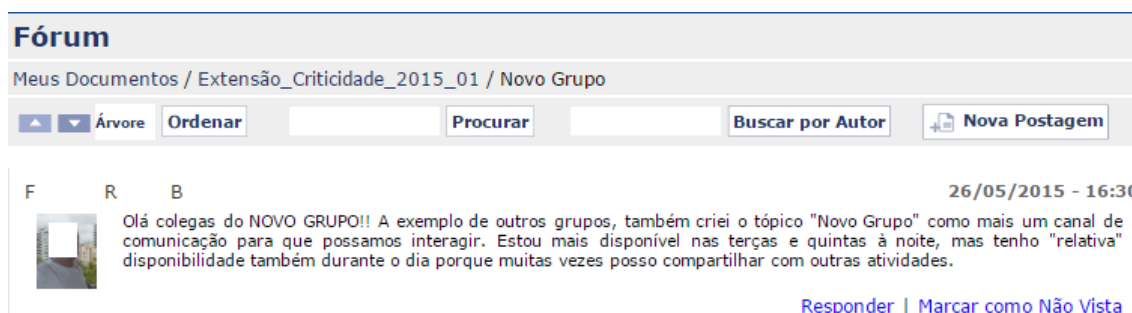 Fórum
Meus Documentos / Extensão_Criticidade_2015_01 / Novo Grupo
Árvore Ordenar Procurar Buscar por Autor Nova Postagem
F R B 26/05/2015 - 16:30
Olá colegas do NOVO GRUPO!! A exemplo de outros grupos, também criei o tópico "Novo Grupo" como mais um canal de
comunicação para que possamos interagir. Estou mais disponível nas terças e quintas à noite, mas tenho "relativa"
disponibilidade também durante o dia porque muitas vezes posso compartilhar com outras atividades.
Responder | Marcar como Não Vista